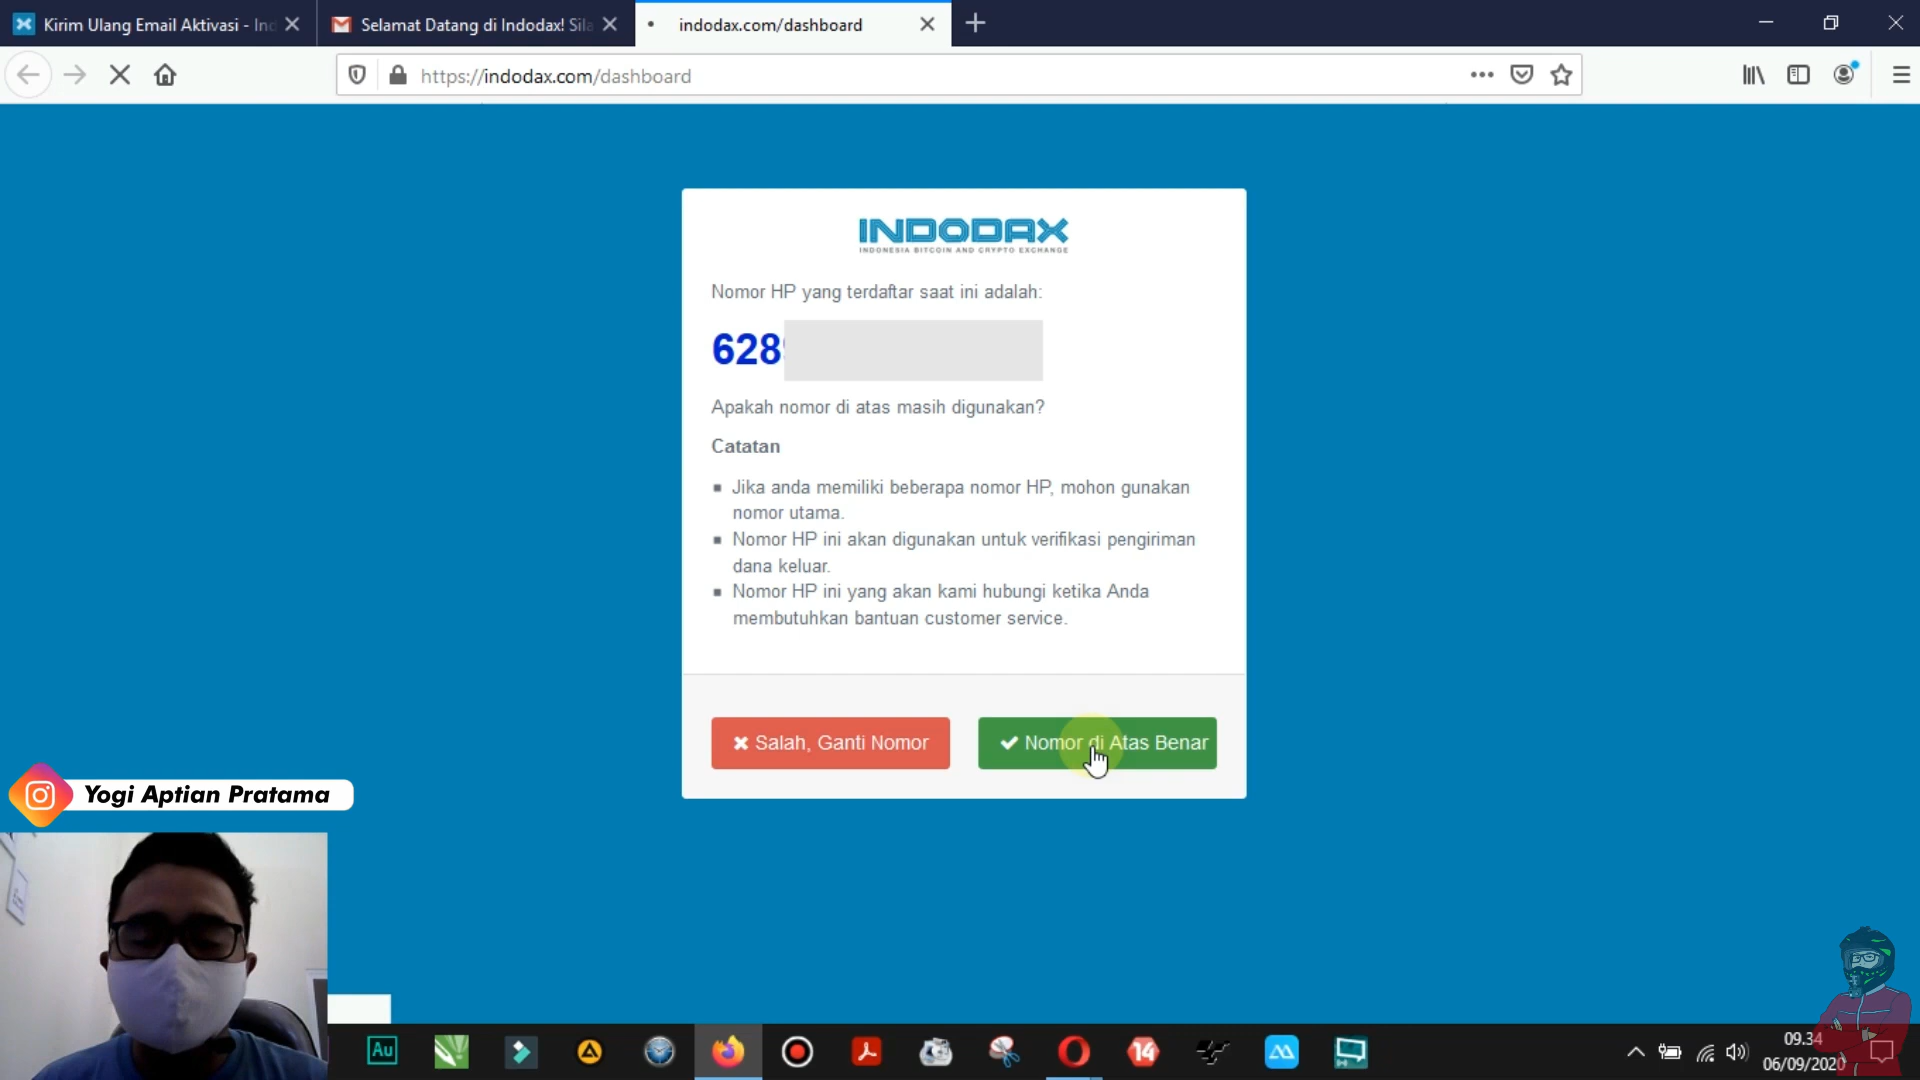 Kirim Ulang Email Aktivasi - Ind
Selamat Datang di Indodax! Sila
indodax.com/dashboard
https://indodax.com/dashboard
INDODAX
INDONESIA BITCOIN AND CRYPTO EXCHANGE
Nomor HP yang terdaftar saat ini adalah:
628
Apakah nomor di atas masih digunakan?
Catatan
Jika anda memiliki beberapa nomor HP, mohon gunakan
nomor utama.
Nomor HP ini akan digunakan untuk verifikasi pengiriman
dana keluar.
Nomor HP ini yang akan kami hubungi ketika Anda
membutuhkan bantuan customer service.
Salah, Ganti Nomor
Nomor di Atas Benar
Yogi Aptian Pratama
Au
14
09.34
06/09/2020